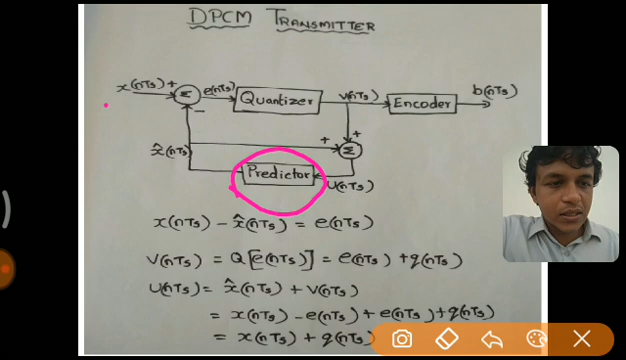 DPCM TRANSMITTER
x(nTs) + Σ e(nTs) Quantizer v(nTs) Encoder b(nTs)
−
+ +
x̂(nTs) Σ
Predictor u(nTs)
x(nTs) - x̂(nTs) = e(nTs)
v(nTs) = Q[e(nTs)] = e(nTs) + q(nTs)
u(nTs) = x̂(nTs) + v(nTs)
= x(nTs) - e(nTs) + e(nTs) + q(nTs)
= x(nTs) + q(nTs)